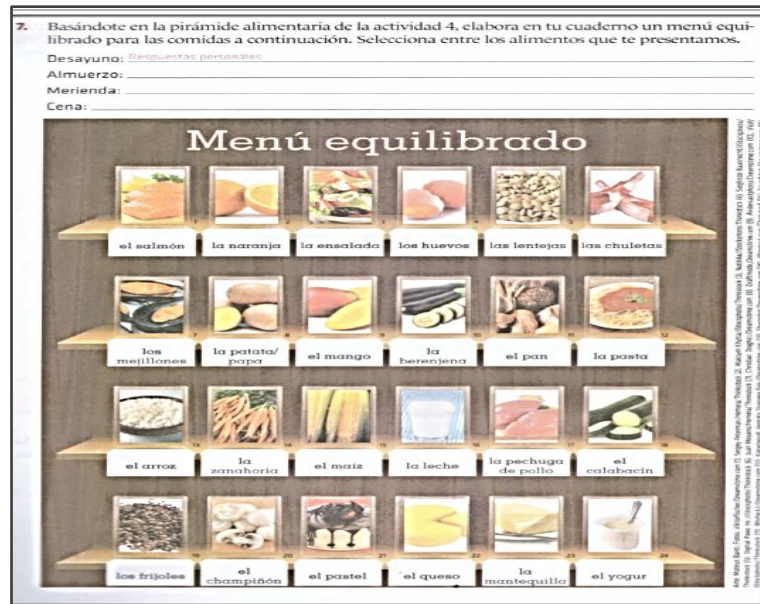 7. Basándote en la pirámide alimentaria de la actividad 4, elabora en tu cuaderno un menú equi-
librado para las comidas a continuación. Selecciona entre los alimentos que te presentamos.
Desayuno: Respuestas personales.
Almuerzo:
Merienda:
Cena:
Menú equilibrado
el salmón la naranja la ensalada los huevos las lentejas las chuletas
los mejillones la patata/papa el mango la berenjena el pan la pasta
el arroz la zanahoria el maíz la leche la pechuga de pollo el calabacín
los frijoles el champiñón el pastel el queso la mantequilla el yogur